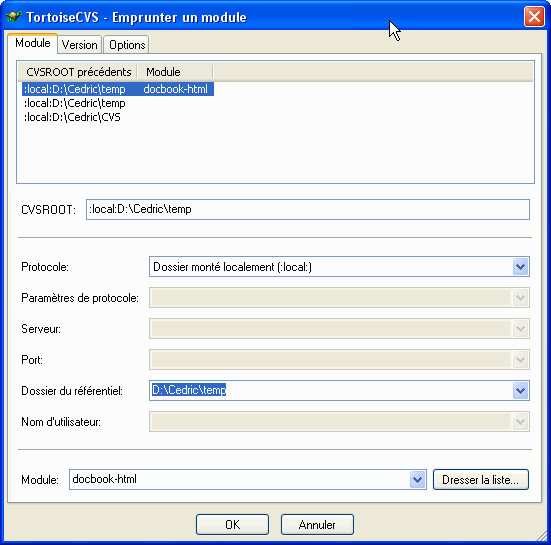 TortoiseCVS - Emprunter un module
Module Version Options
CVSROOT précédents Module
:local:D:\Cedric\temp docbook-html
:local:D:\Cedric\temp
:local:D:\Cedric\CVS
CVSROOT: :local:D:\Cedric\temp
Protocole: Dossier monté localement (:local:)
Paramètres de protocole:
Serveur:
Port:
Dossier du référentiel: D:\Cedric\temp
Nom d'utilisateur:
Module: docbook-html Dresser la liste...
OK Annuler